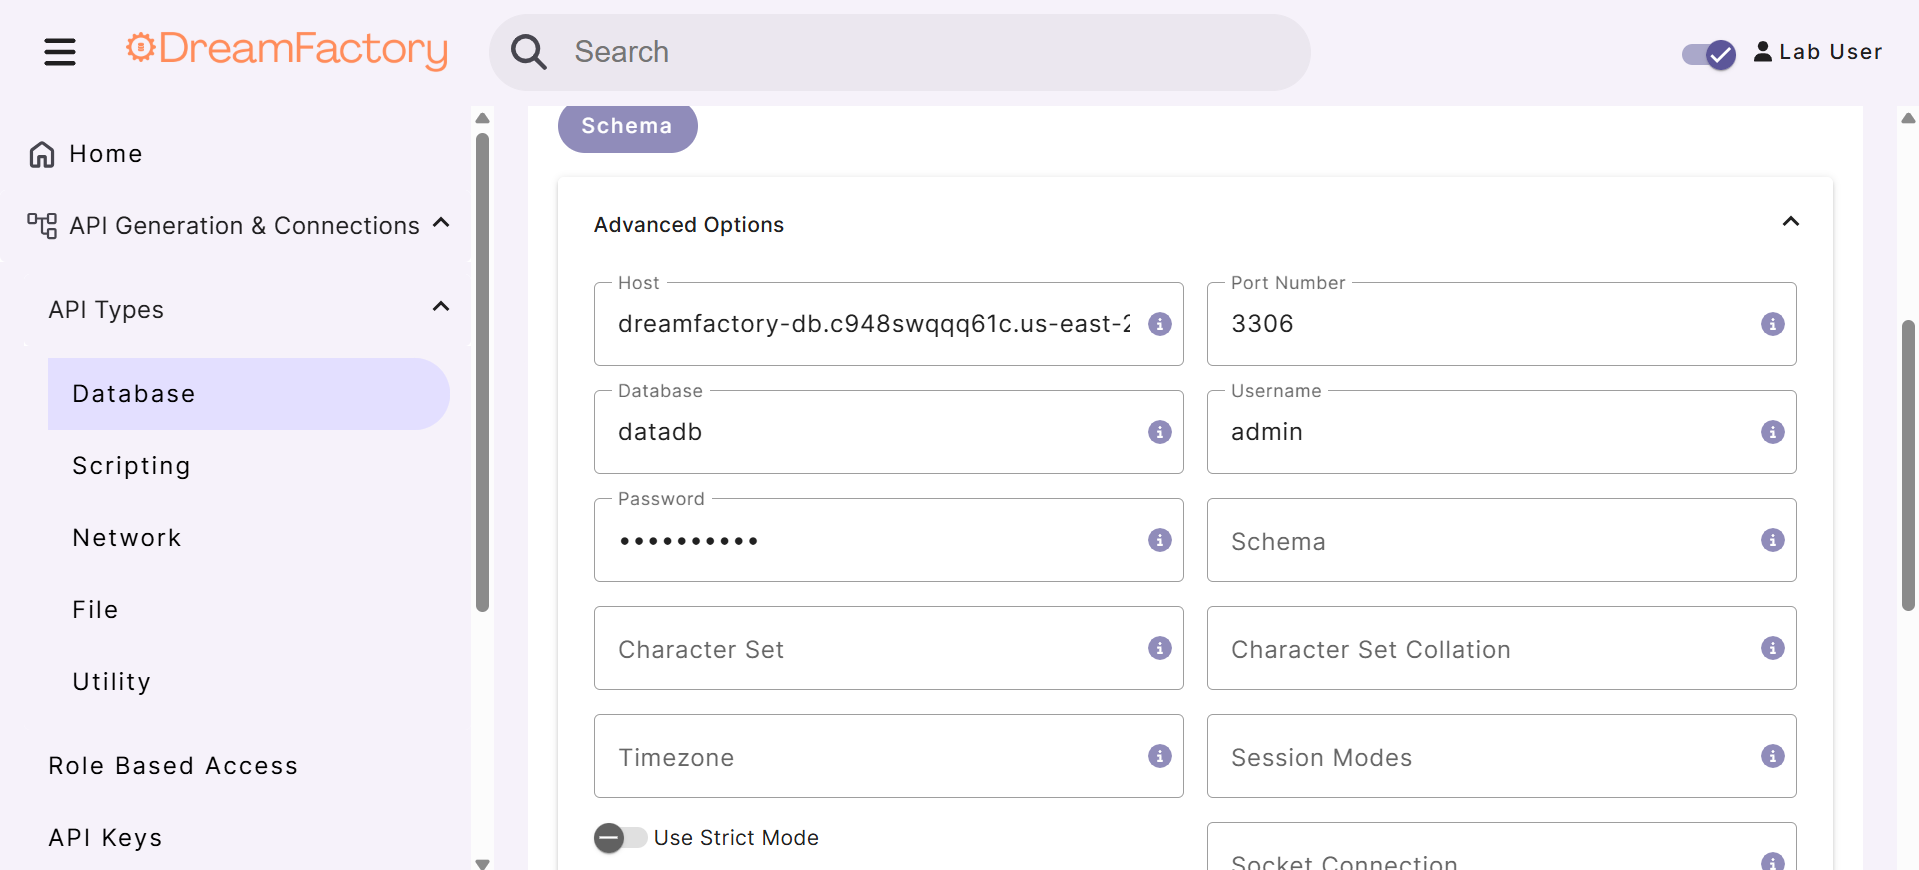 DreamFactory
Search
Lab User
Home
API Generation & Connections
API Types
Database
Scripting
Network
File
Utility
Role Based Access
API Keys
Schema
Advanced Options
Host
dreamfactory-db.c948swqqq61c.us-east-2
Port Number
3306
Database
datadb
Username
admin
Password
••••••••••
Schema
Character Set
Character Set Collation
Timezone
Session Modes
Use Strict Mode
Socket Connection